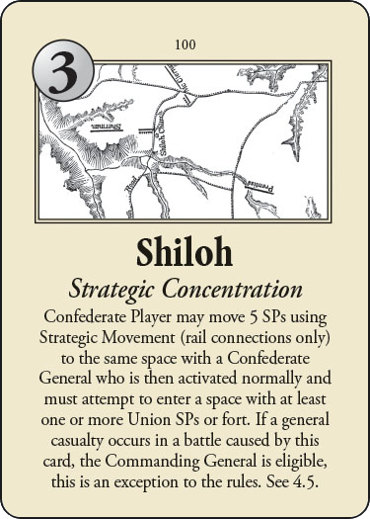 100
3
Shiloh
Strategic Concentration
Confederate Player may move 5 SPs using
Strategic Movement (rail connections only)
to the same space with a Confederate
General who is then activated normally and
must attempt to enter a space with at least
one or more Union SPs or fort. If a general
casualty occurs in a battle caused by this
card, the Commanding General is eligible,
this is an exception to the rules. See 4.5.